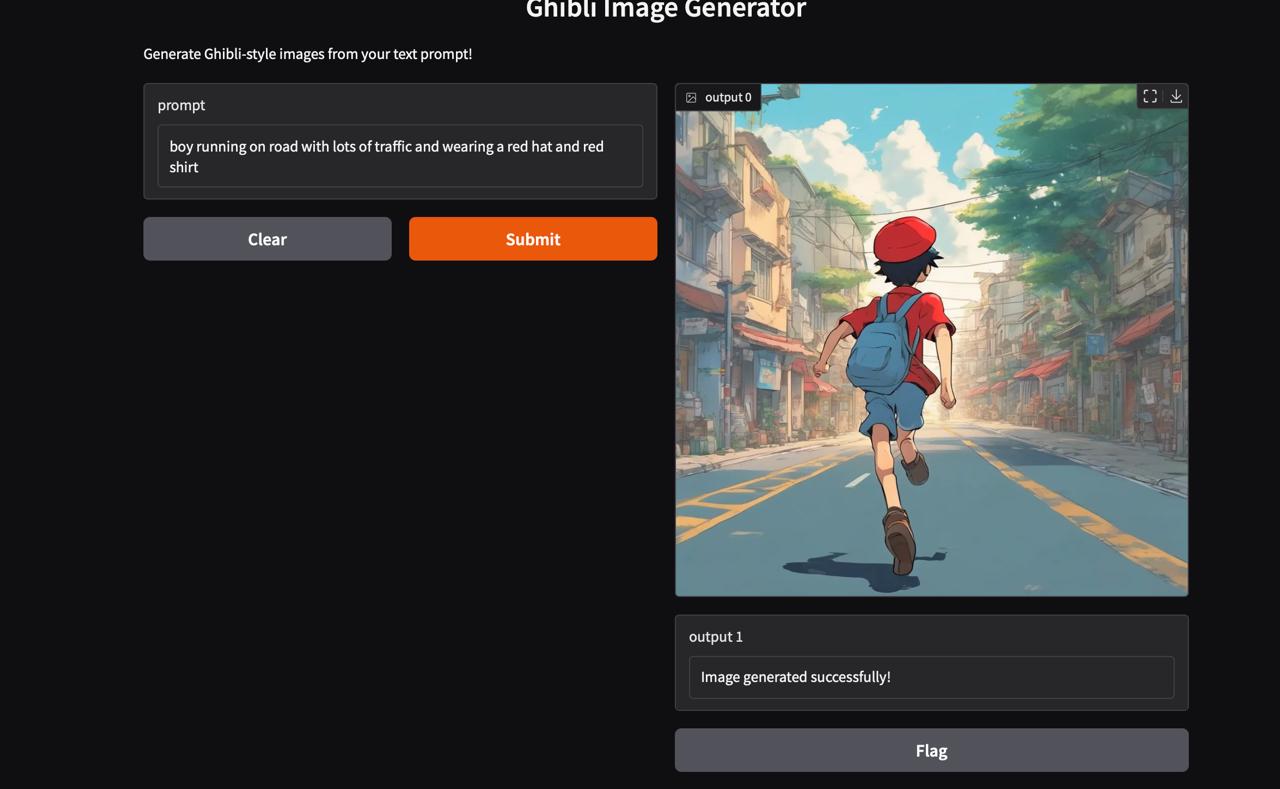 Ghibli Image Generator
Generate Ghibli-style images from your text prompt!
prompt
boy running on road with lots of traffic and wearing a red hat and red
shirt
Clear
Submit
output 0
output 1
Image generated successfully!
Flag